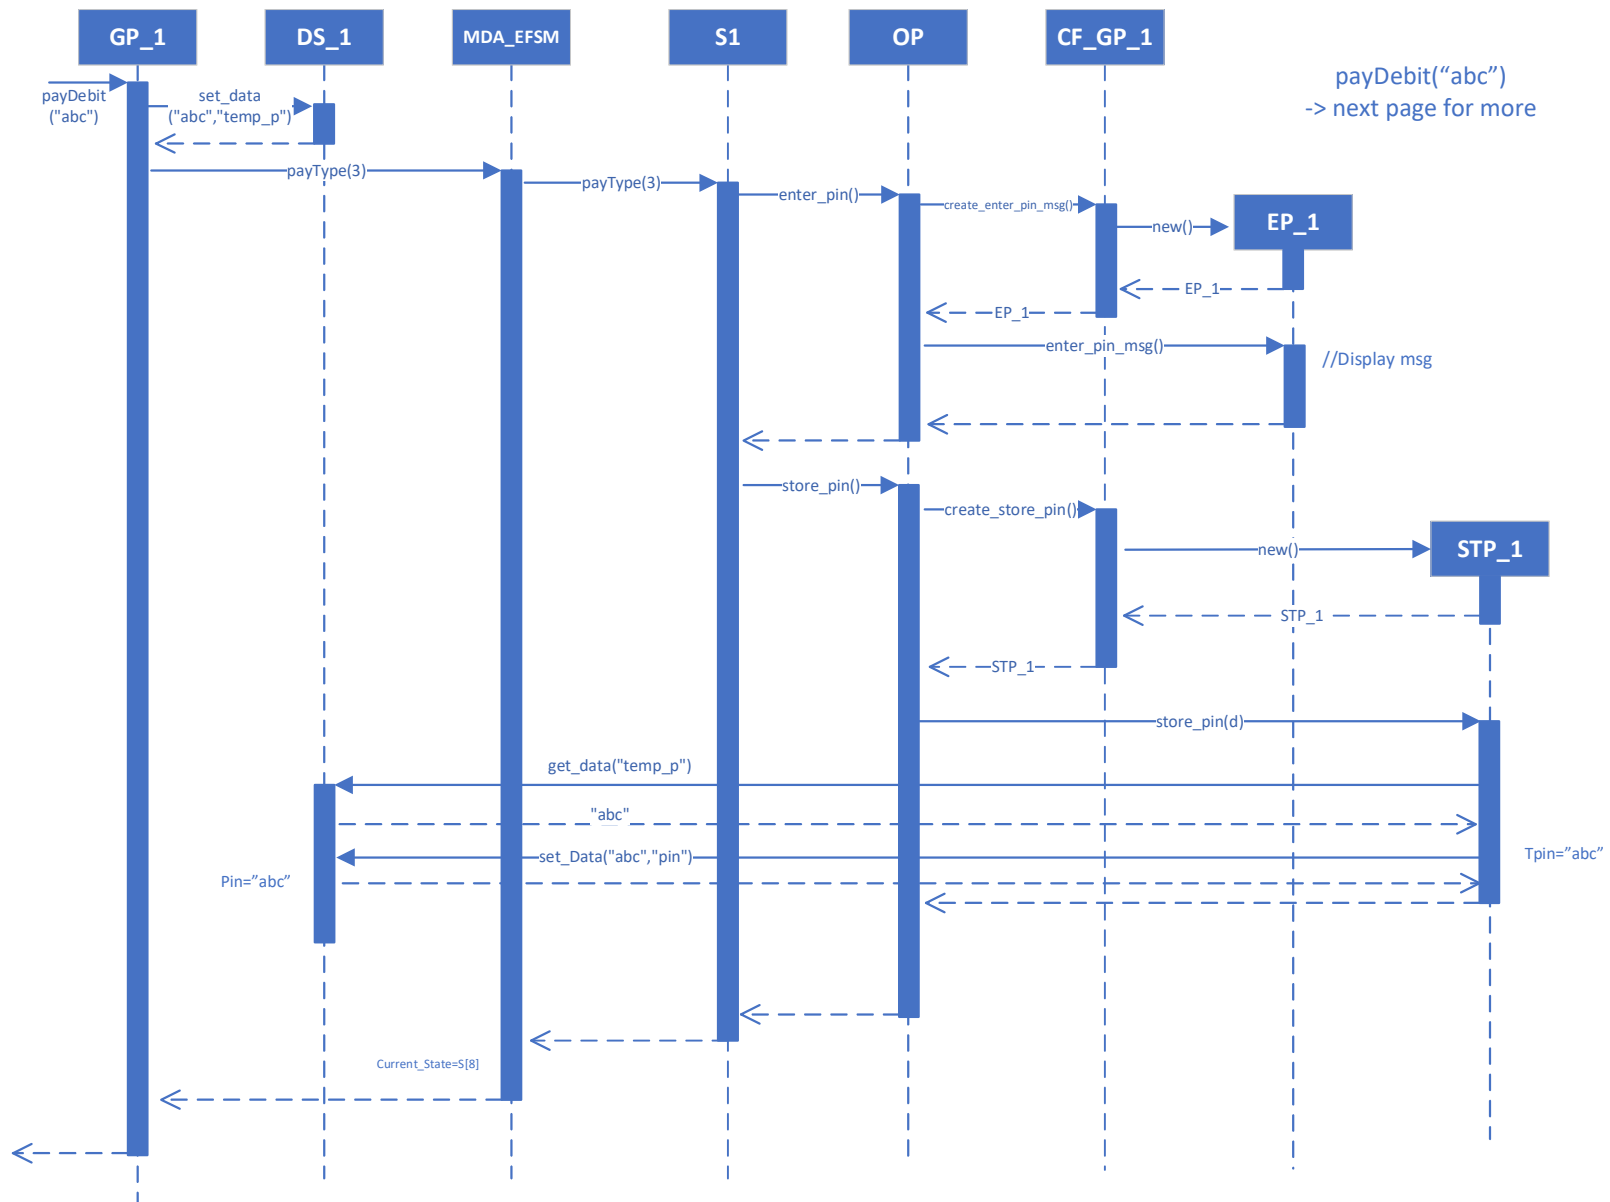 GP_1
DS_1
MDA_EFSM
S1
OP
CF_GP_1
payDebit(“abc”)
-> next page for more
payDebit
("abc")
set_data
("abc","temp_p")
payType(3)
payType(3)
enter_pin()
create_enter_pin_msg()
new()
EP_1
EP_1
EP_1
enter_pin_msg()
//Display msg
store_pin()
create_store_pin()
new()
STP_1
STP_1
STP_1
store_pin(d)
get_data("temp_p")
"abc"
set_Data("abc","pin")
Tpin=”abc”
Pin=”abc”
Current_State=S[8]